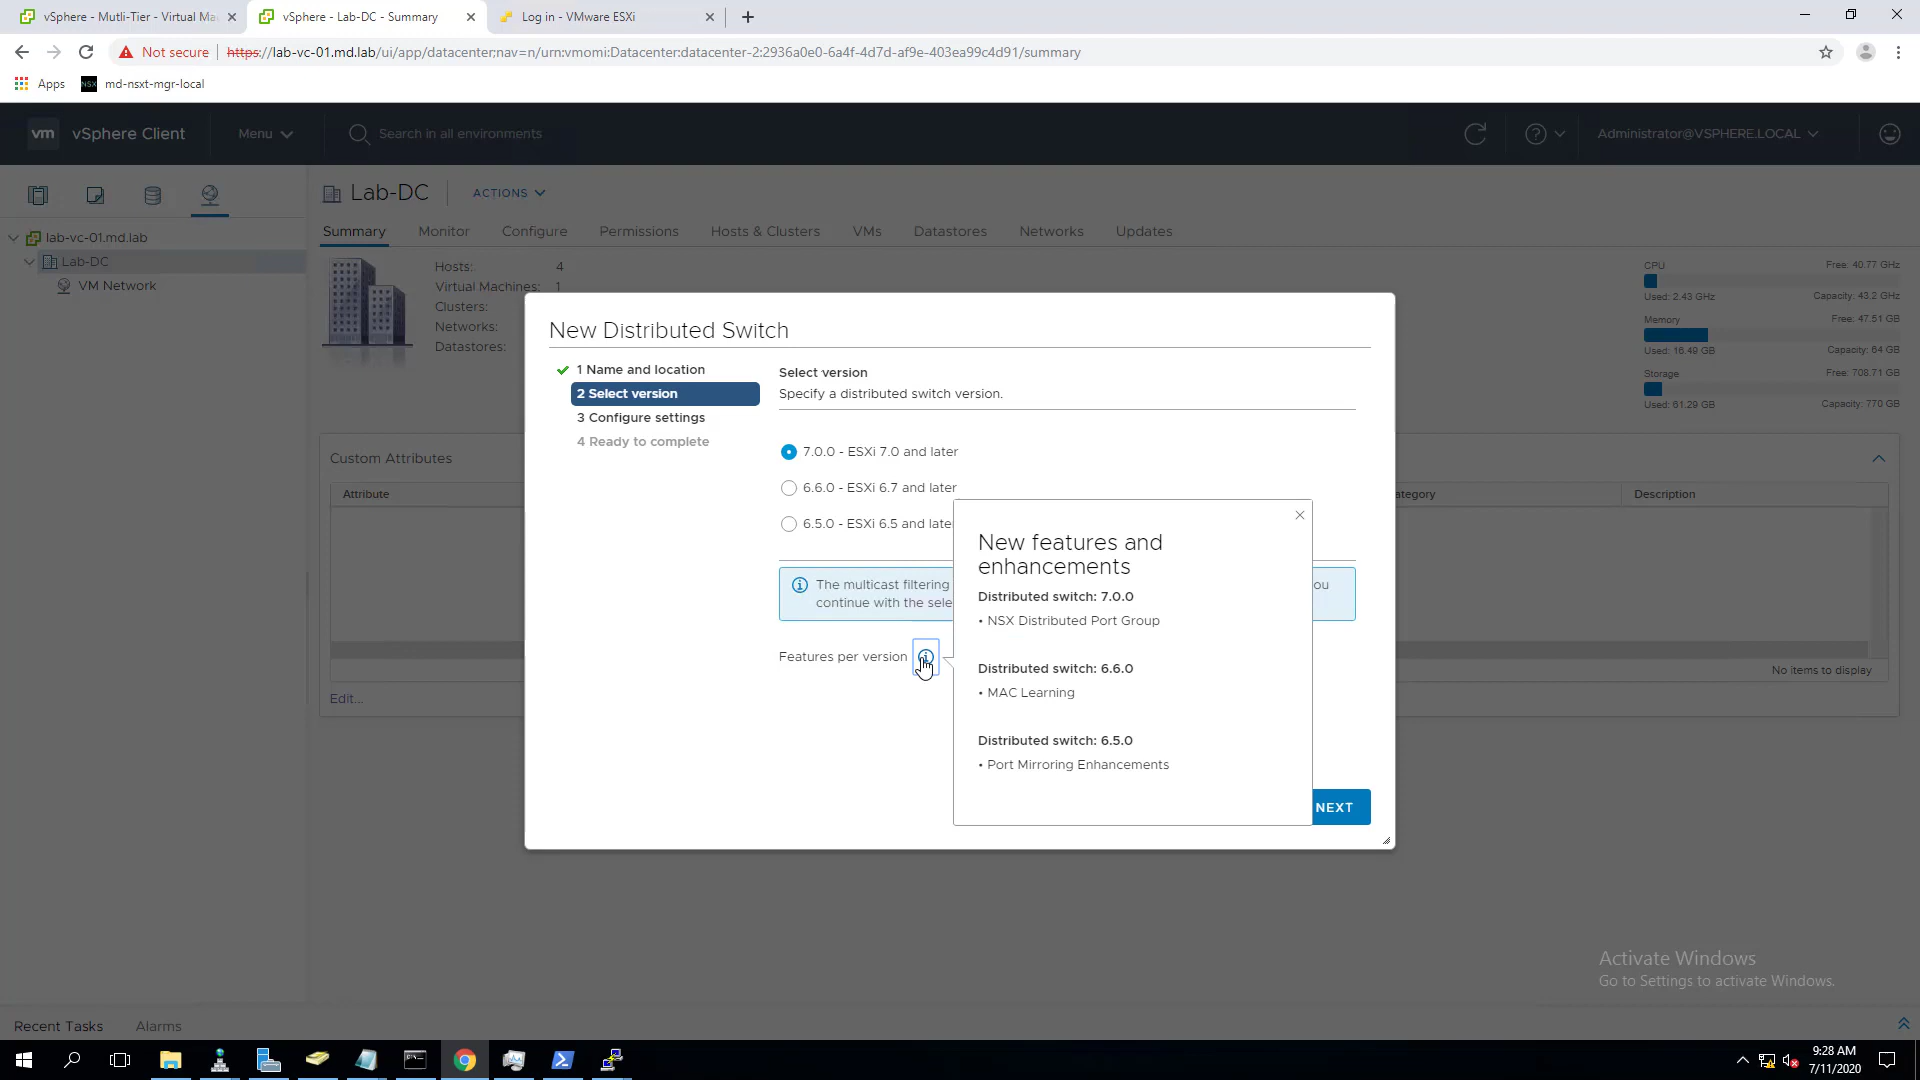 vSphere - Mutli-Tier - Virtual Ma
vSphere - Lab-DC - Summary
Log in - VMware ESXi
Not secure
https://lab-vc-01.md.lab/ui/app/datacenter;nav=n/urn:vmomi:Datacenter:datacenter-2:2936a0e0-6a4f-4d7d-af9e-403ea99c4d91/summary
Apps
NSX
md-nsxt-mgr-local
vm
vSphere Client
Menu
Search in all environments
Administrator@VSPHERE.LOCAL
Lab-DC
ACTIONS
lab-vc-01.md.lab
Lab-DC
VM Network
Summary
Monitor
Configure
Permissions
Hosts & Clusters
VMs
Datastores
Networks
Updates
Hosts: 4
Virtual Machines: 1
Clusters:
Networks:
Datastores:
CPU
Free: 40.77 GHz
Used: 2.43 GHz
Capacity: 43.2 GHz
Memory
Free: 47.51 GB
Used: 16.49 GB
Capacity: 64 GB
Storage
Free: 708.71 GB
Used: 61.29 GB
Capacity: 770 GB
Custom Attributes
Attribute
ategory
Description
No items to display
Edit...
New Distributed Switch
1 Name and location
2 Select version
3 Configure settings
4 Ready to complete
Select version
Specify a distributed switch version.
7.0.0 - ESXi 7.0 and later
6.6.0 - ESXi 6.7 and later
6.5.0 - ESXi 6.5 and late
The multicast filtering
ou
continue with the sele
Features per version
New features and
enhancements
Distributed switch: 7.0.0
• NSX Distributed Port Group
Distributed switch: 6.6.0
• MAC Learning
Distributed switch: 6.5.0
• Port Mirroring Enhancements
NEXT
Activate Windows
Go to Settings to activate Windows.
Recent Tasks
Alarms
9:28 AM
7/11/2020